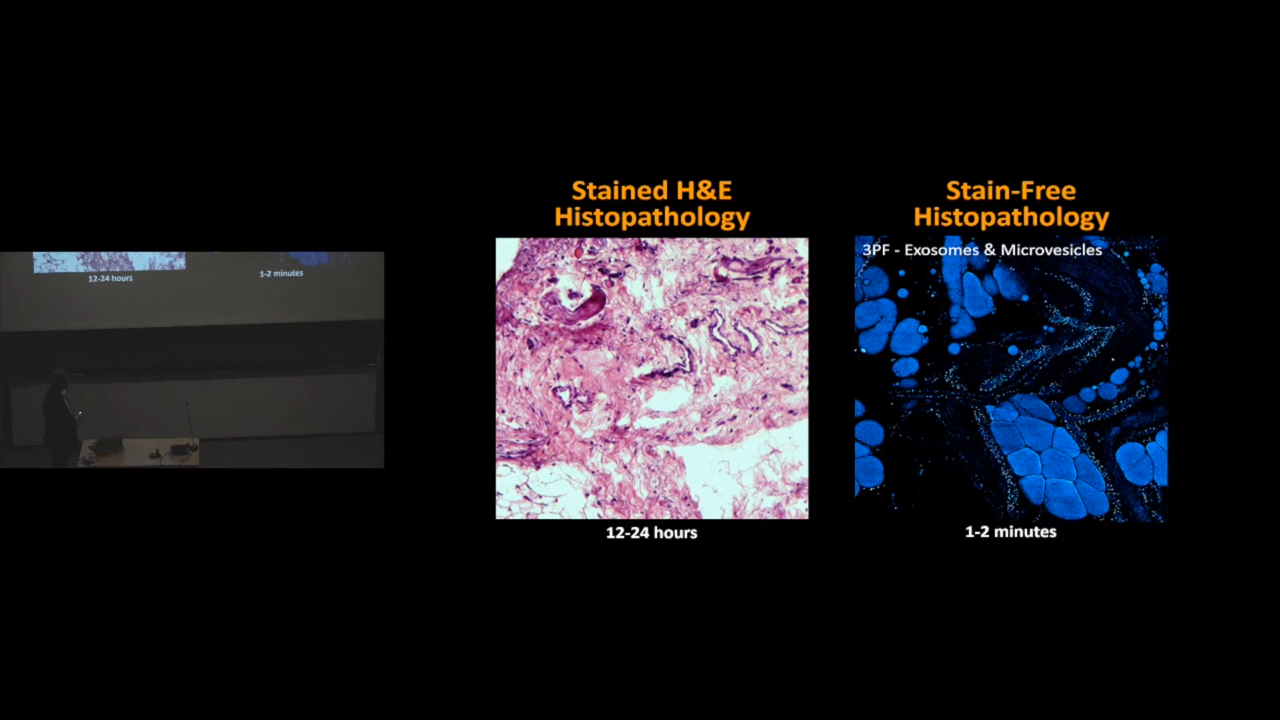 Stained H&E
Histopathology
12-24 hours
Stain-Free
Histopathology
3PF - Exosomes & Microvesicles
1-2 minutes
12-24 hours
1-2 minutes